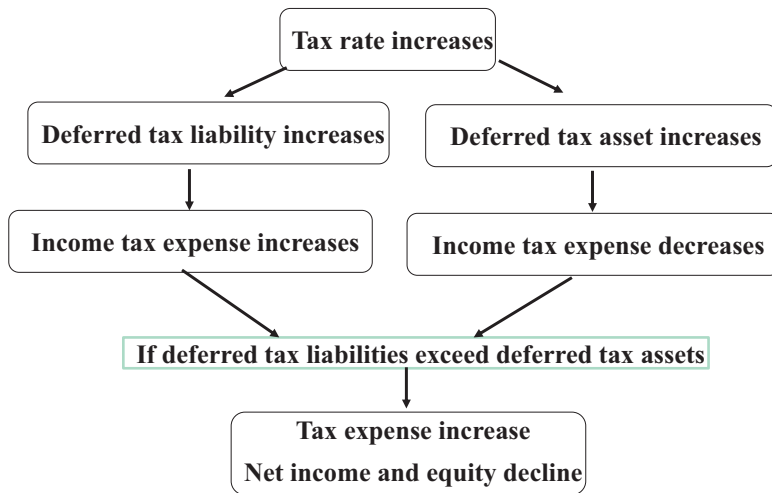 Tax rate increases
Deferred tax liability increases
Deferred tax asset increases
Income tax expense increases
Income tax expense decreases
If deferred tax liabilities exceed deferred tax assets
Tax expense increase
Net income and equity decline